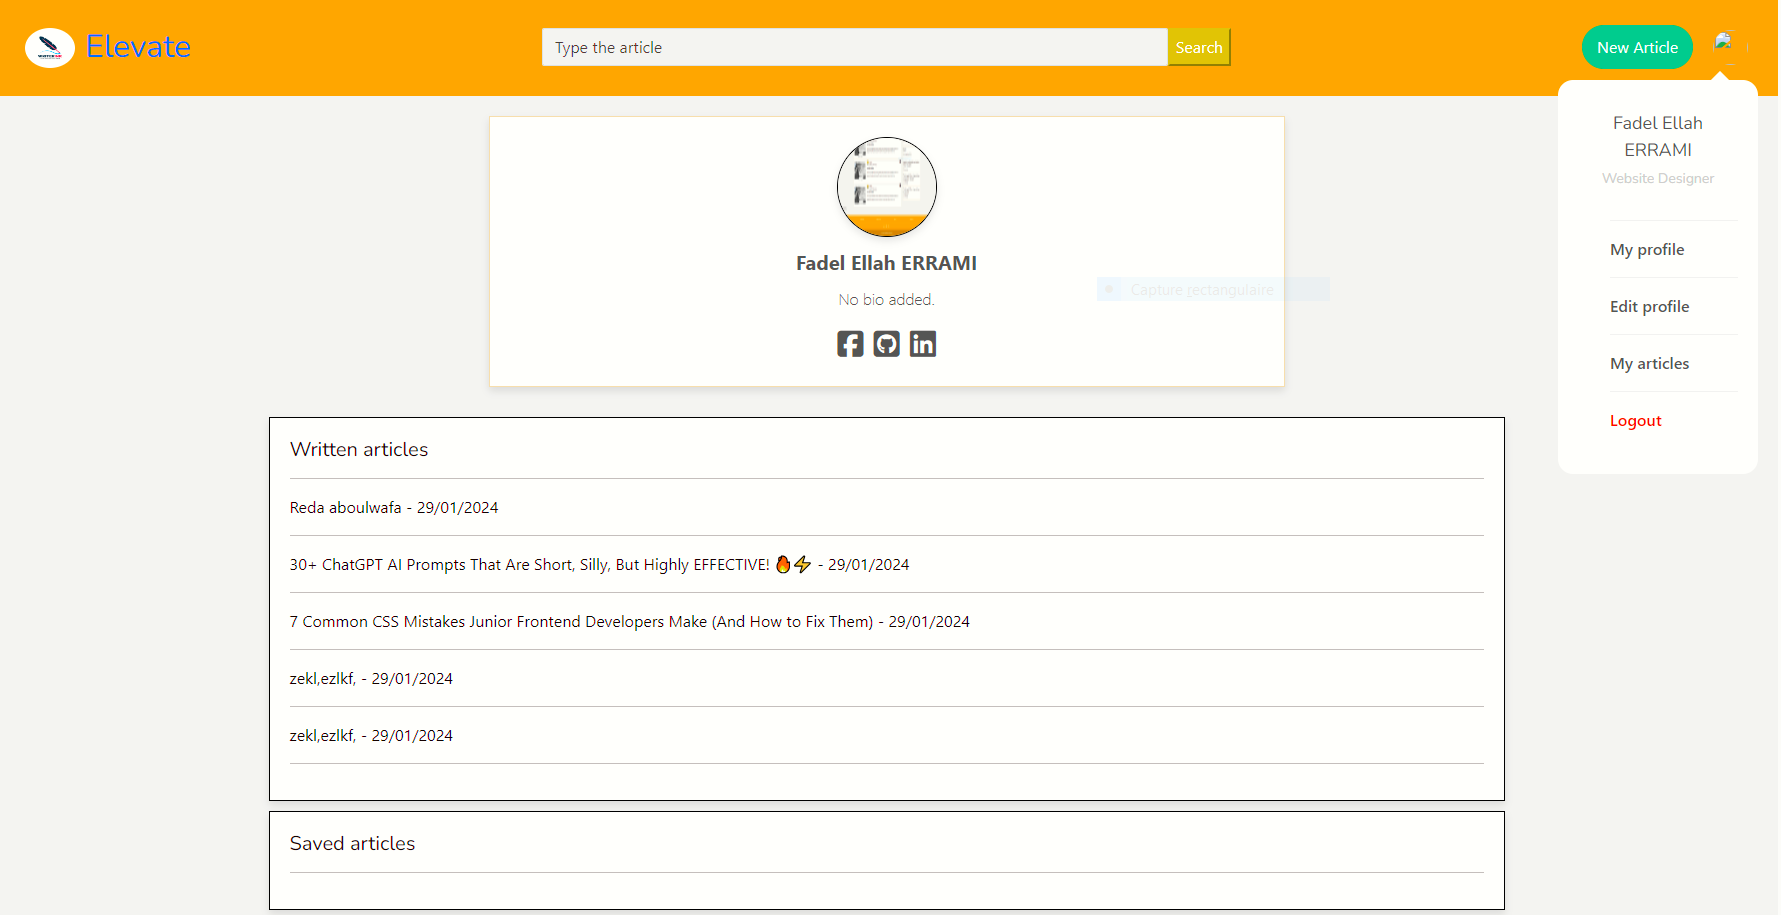 Elevate
Type the article
Search
New Article
Fadel Ellah
ERRAMI
Website Designer
My profile
Edit profile
My articles
Logout
Fadel Ellah ERRAMI
No bio added.
Capture rectangulaire
Written articles
Reda aboulwafa - 29/01/2024
30+ ChatGPT AI Prompts That Are Short, Silly, But Highly EFFECTIVE! 🔥⚡ - 29/01/2024
7 Common CSS Mistakes Junior Frontend Developers Make (And How to Fix Them) - 29/01/2024
zekl,ezlkf, - 29/01/2024
zekl,ezlkf, - 29/01/2024
Saved articles